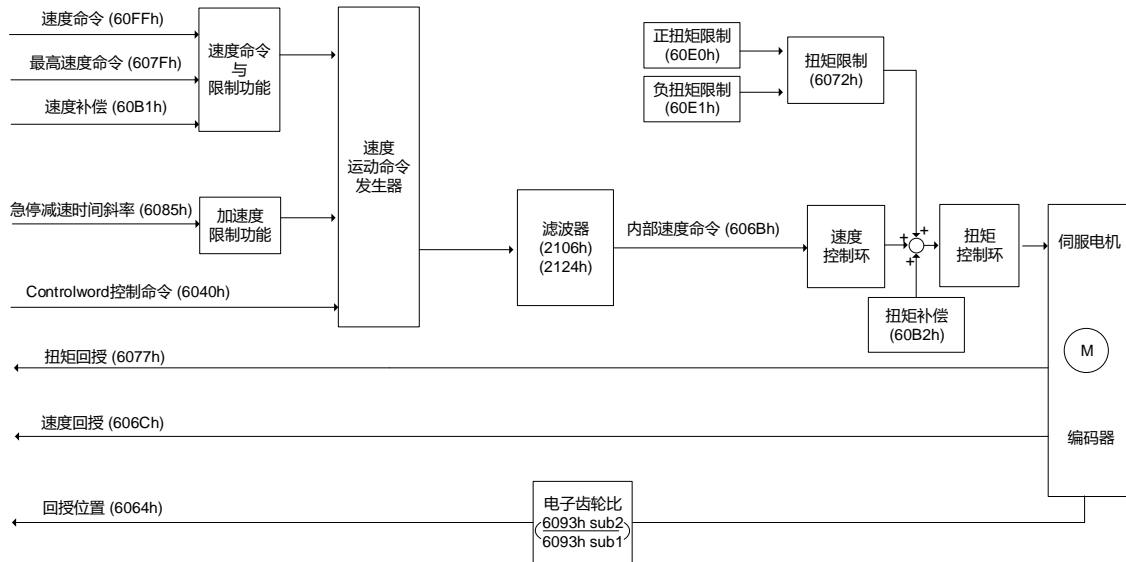 速度命令 (60FFh)
最高速度命令 (607Fh)
速度补偿 (60B1h)
速度命令
与
限制功能
急停减速时间斜率 (6085h)
加速度
限制功能
Controlword控制命令 (6040h)
速度
运动命令
发生器
滤波器
(2106h)
(2124h)
内部速度命令 (606Bh)
正扭矩限制
(60E0h)
负扭矩限制
(60E1h)
扭矩限制
(6072h)
速度
控制环
+
+
+
扭矩补偿
(60B2h)
扭矩
控制环
伺服电机
M
编码器
扭矩回授 (6077h)
速度回授 (606Ch)
回授位置 (6064h)
电子齿轮比
(6093h sub2
6093h sub1)